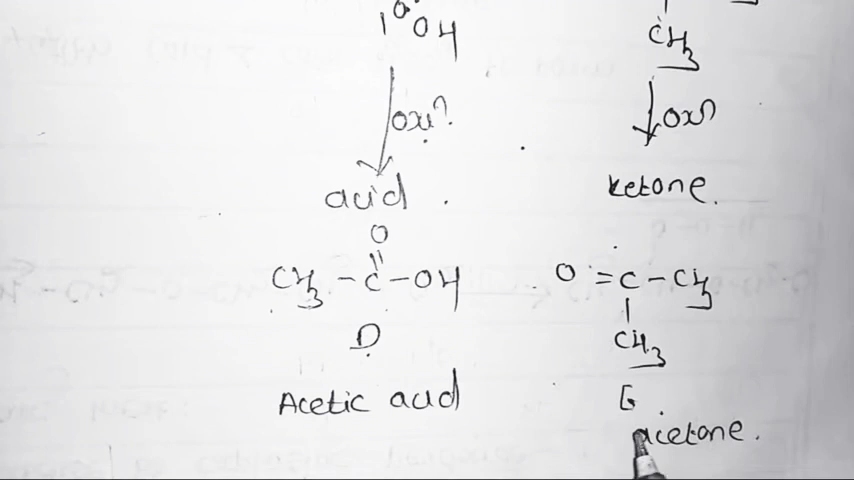 1° OH
CH3
oxn
oxn
acid.
ketone.
O
||
CH3 - C - OH
O = C - CH3
|
CH3
D
E.
Acetic acid
acetone.